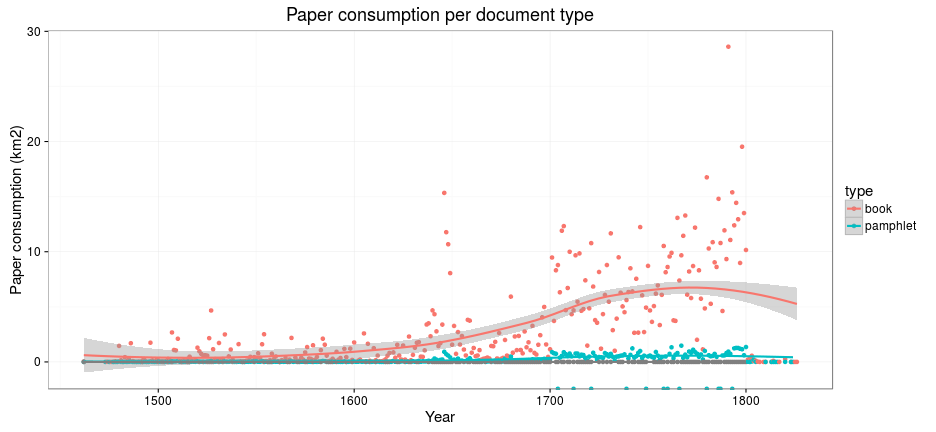 Paper consumption per document type
Paper consumption (km2)
30
20
10
0
1500
1600
1700
1800
Year
type
book
pamphlet